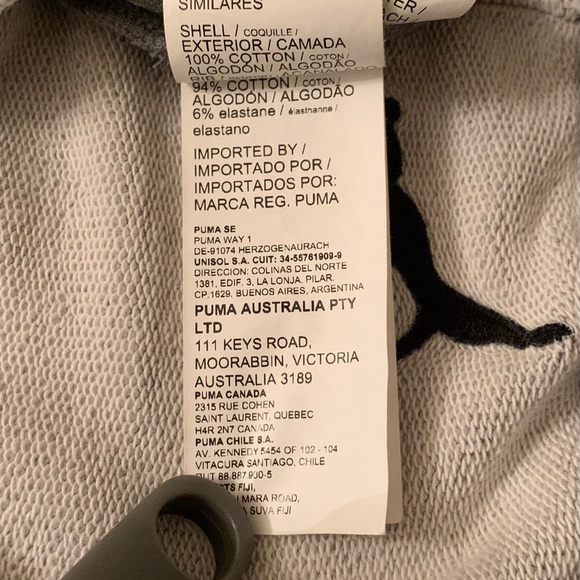 SIMILARES
SHELL / COQUILLE /
EXTERIOR / CAMADA
100% COTTON / COTON /
ALGODÓN / ALGODÃO
94% COTTON / COTON /
ALGODÓN / ALGODÃO
6% elastane / élasthanne /
elastano
IMPORTED BY /
IMPORTADO POR /
IMPORTADOS POR:
MARCA REG. PUMA
PUMA SE
PUMA WAY 1
DE-91074 HERZOGENAURACH
UNISOL S.A. CUIT: 34-55761909-9
DIRECCION: COLINAS DEL NORTE
1381, EDIF. 3, LA LONJA, PILAR.
CP:1629, BUENOS AIRES, ARGENTINA
PUMA AUSTRALIA PTY
LTD
111 KEYS ROAD,
MOORABBIN, VICTORIA
AUSTRALIA 3189
PUMA CANADA
2315 RUE COHEN
SAINT LAURENT, QUEBEC
H4R 2N7 CANADA
PUMA CHILE S.A.
AV. KENNEDY 5454 OF 102 - 104
VITACURA SANTIAGO, CHILE
RUT 88.887.900-5
FIJI,
MARA ROAD,
SUVA FIJI